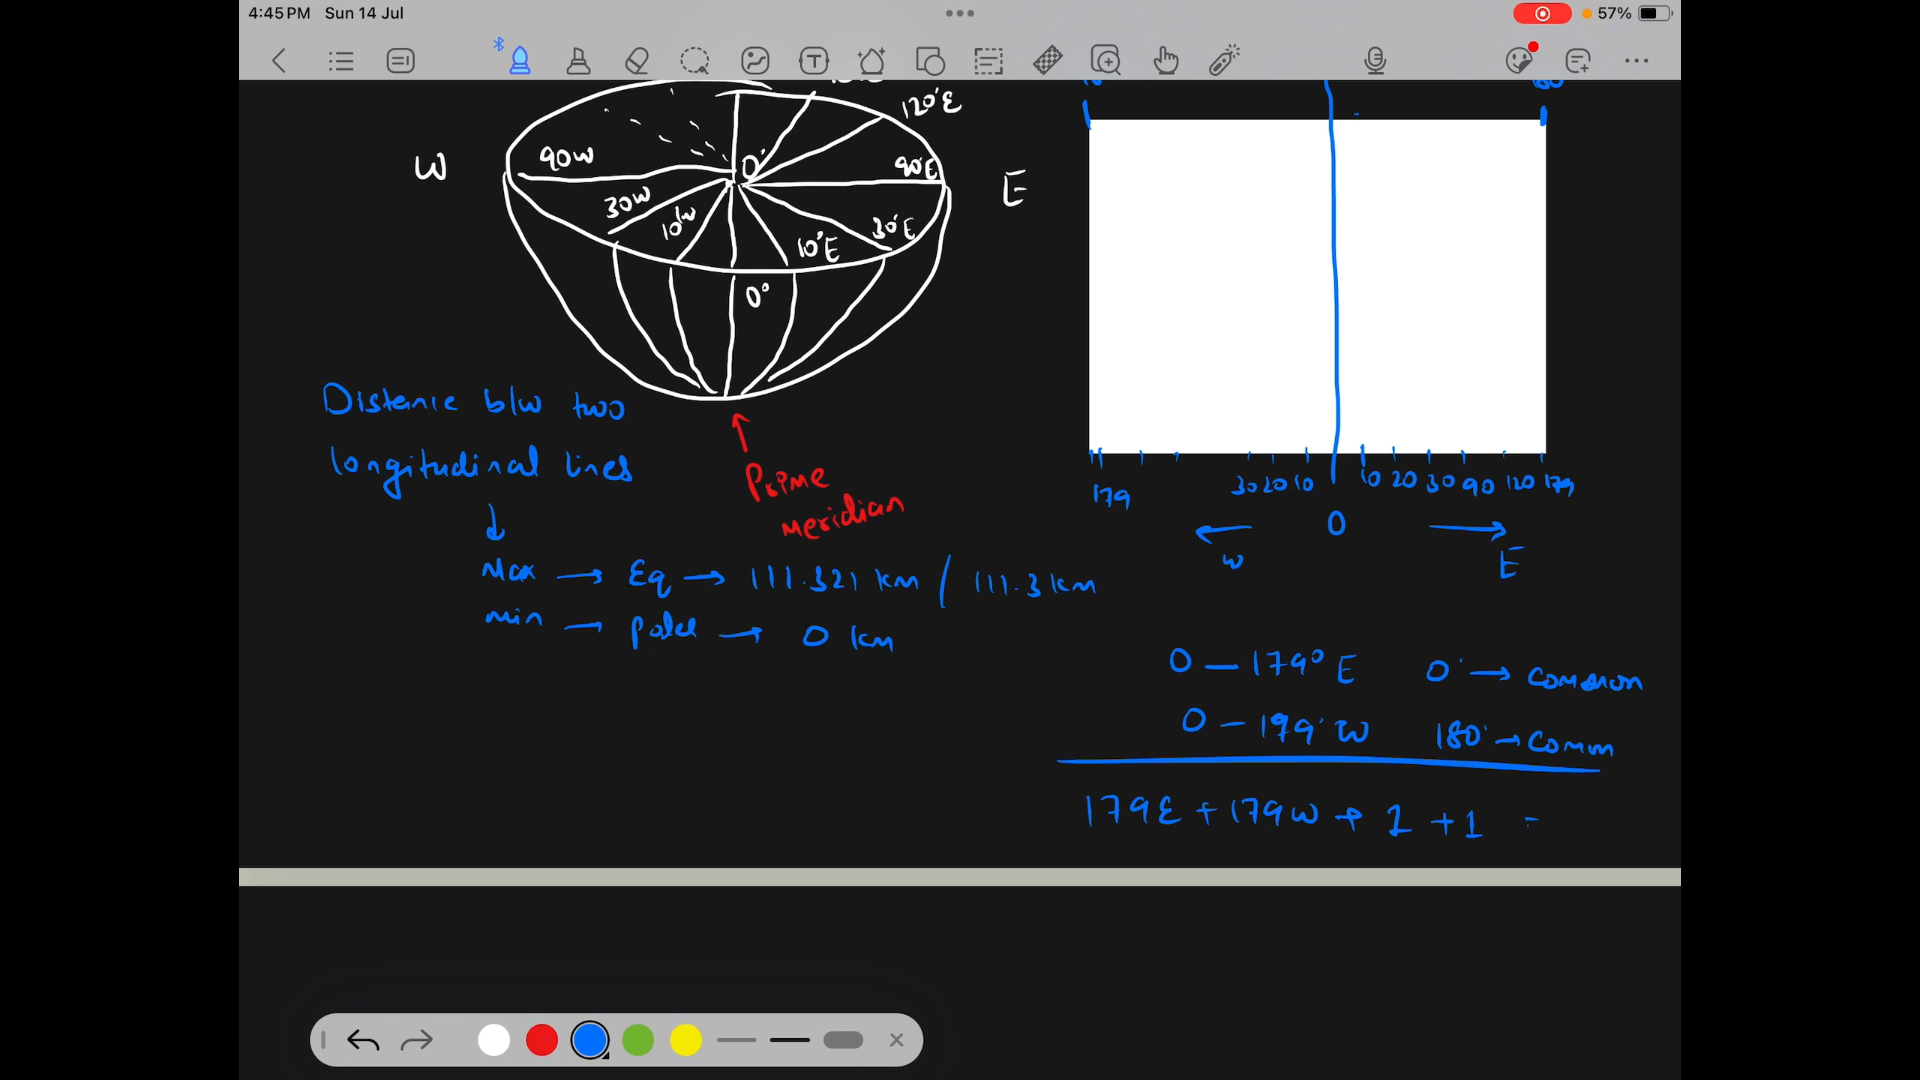 4:45 PM Sun 14 Jul
57%
120°E
W
90W
0°
90°E
E
30W
10W
10°E
30°E
0°
Distance b/w two
longitudinal lines
Prime
meridian
Max → Eq → 111.321 km / 111.3 km
min → poles → 0 km
180
179 30 20 10 10 20 30 90 120 179
← 0 →
W E
0 — 179° E 0° → common
0 — 179° W 180° → Comm
179E + 179W + 1 + 1 =